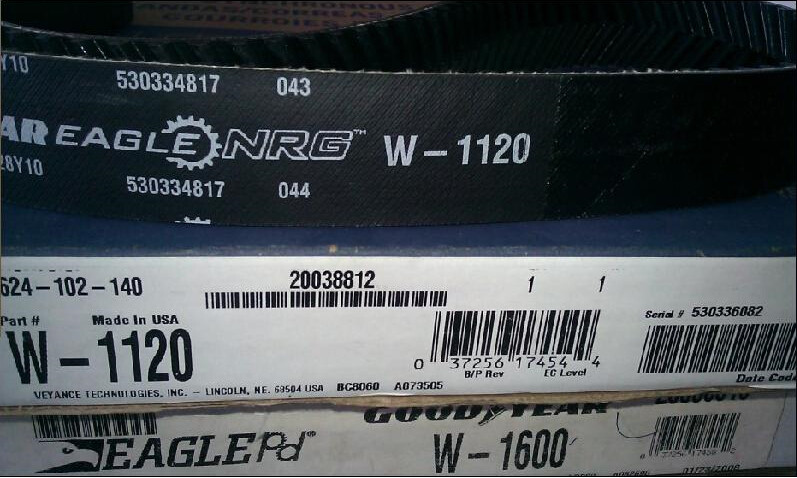 Y10 530334817 043
AR EAGLE NRG™ W-1120
28Y10 530334817 044
624-102-140 20038812 1 1
Part # Made In USA
W-1120
Serial # 530336882
0 37256 17454 4
B/P Rev EC Level
VEYANCE TECHNOLOGIES, INC. - LINCOLN, NE. 68504 USA BC8060 A073505
Date Code
GOODYEAR
EAGLE Pd® W-1600